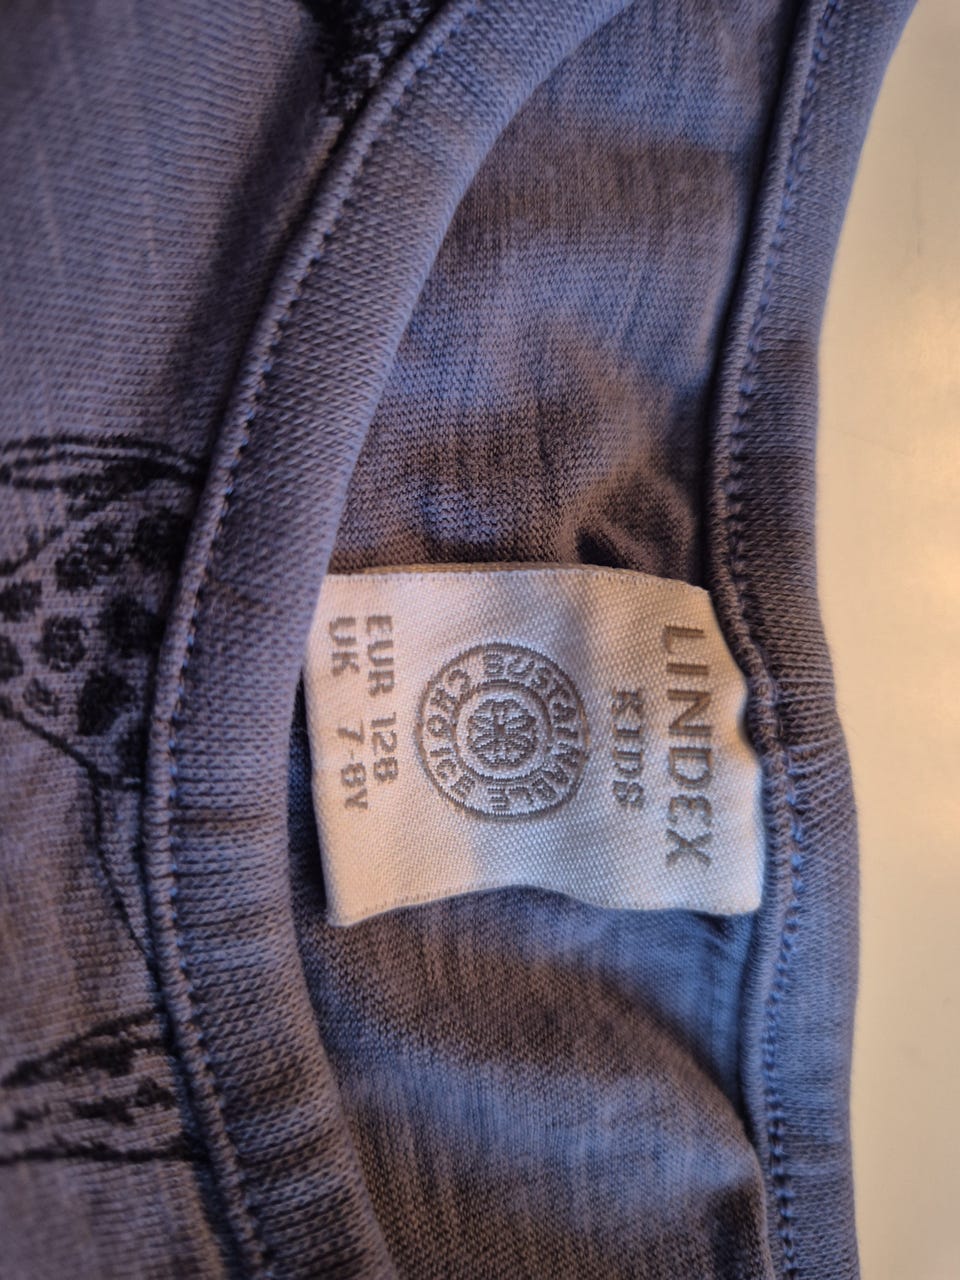 LINDEX
KIDS
SUSTAINABLE CHOICE
EUR 128
UK 7-8Y